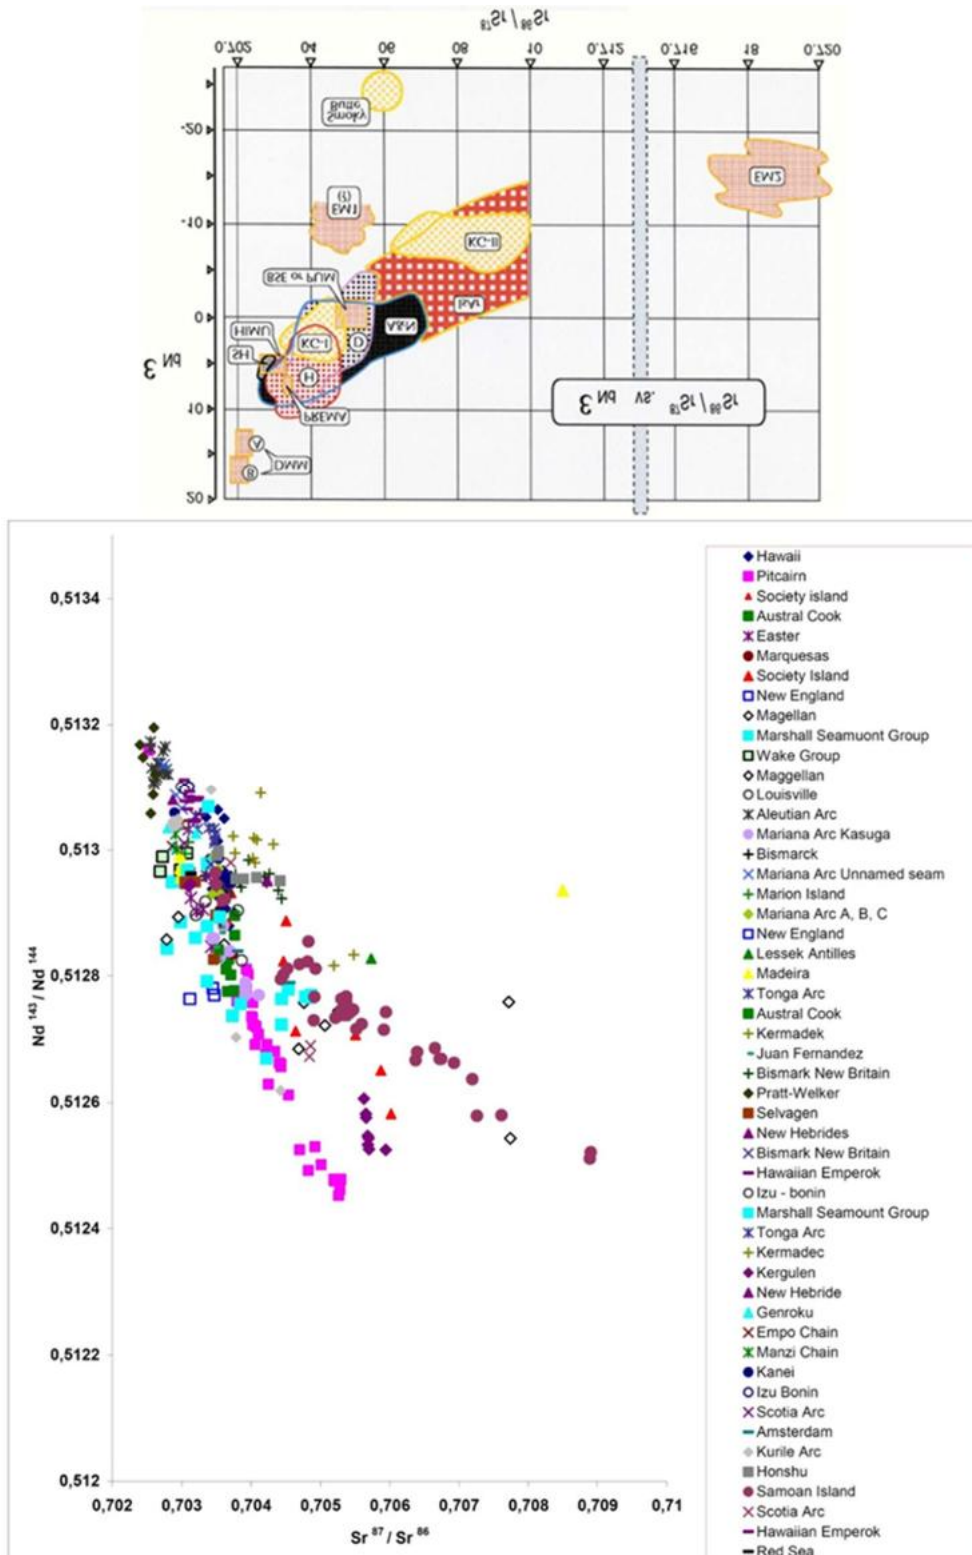 87Sr / 86Sr
0.702 04 06 08 10 0.712 0.716 18 0.720
Smoky
Butte
-20
EM2
EM1
(?)
-10
KC-II
BSE or PUM
IsAr
0
A&N
HIMU
KC-I
D
SH
ε Nd
H
ε Nd vs. 87Sr / 86Sr
10
PREMA
A
DMM
B
20
Hawaii
Pitcairn
Society island
Austral Cook
Easter
Marquesas
Society Island
New England
Magellan
Marshall Seamuont Group
Wake Group
Maggellan
Louisville
Aleutian Arc
Mariana Arc Kasuga
Bismarck
Mariana Arc Unnamed seam
Marion Island
Mariana Arc A, B, C
New England
Lessek Antilles
Madeira
Tonga Arc
Austral Cook
Kermadek
Juan Fernandez
Bismark New Britain
Pratt-Welker
Selvagen
New Hebrides
Bismark New Britain
Hawaiian Emperok
Izu - bonin
Marshall Seamount Group
Tonga Arc
Kermadec
Kergulen
New Hebride
Genroku
Empo Chain
Manzi Chain
Kanei
Izu Bonin
Scotia Arc
Amsterdam
Kurile Arc
Honshu
Samoan Island
Scotia Arc
Hawaiian Emperok
Red Sea
0,5134
0,5132
0,513
0,5128
0,5126
0,5124
0,5122
0,512
Nd 143 / Nd 144
0,702 0,703 0,704 0,705 0,706 0,707 0,708 0,709 0,71
Sr 87 / Sr 86